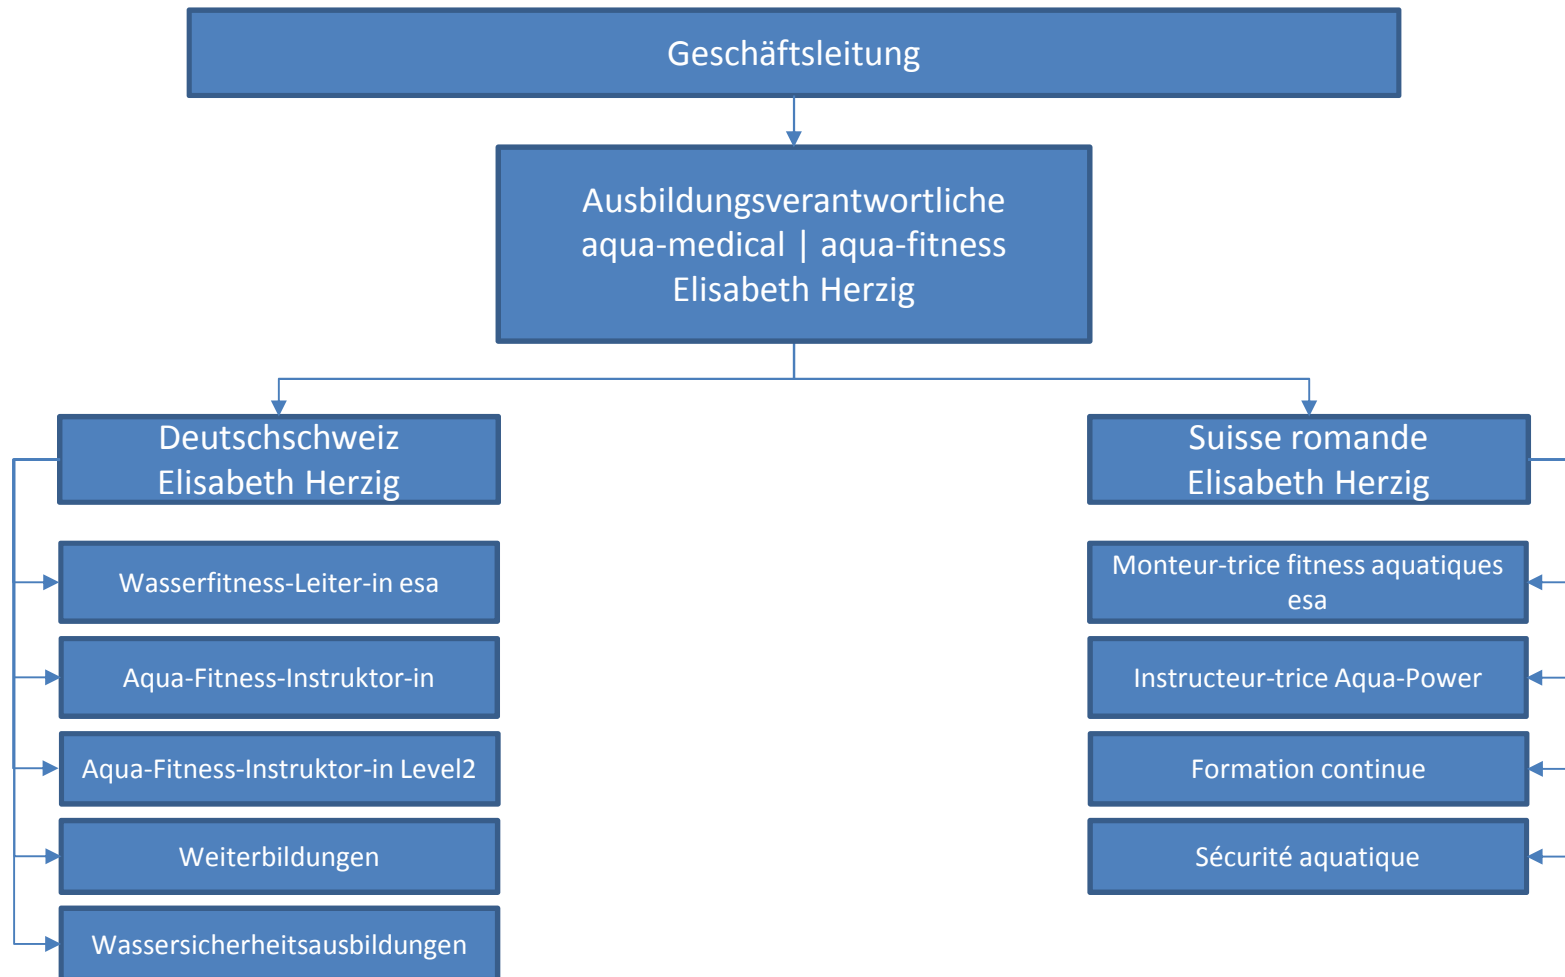 Geschäftsleitung
Ausbildungsverantwortliche
aqua-medical | aqua-fitness
Elisabeth Herzig
Deutschschweiz
Elisabeth Herzig
Wasserfitness-Leiter-in esa
Aqua-Fitness-Instruktor-in
Aqua-Fitness-Instruktor-in Level2
Weiterbildungen
Wassersicherheitsausbildungen
Suisse romande
Elisabeth Herzig
Monteur-trice fitness aquatiques
esa
Instructeur-trice Aqua-Power
Formation continue
Sécurité aquatique